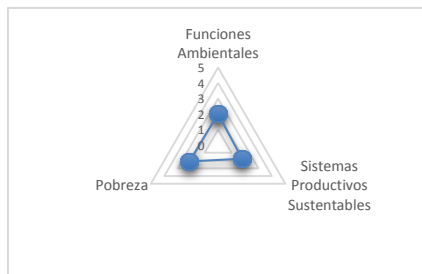 Funciones
Ambientales
5
4
3
2
1
0
Sistemas
Productivos
Sustentables
Pobreza